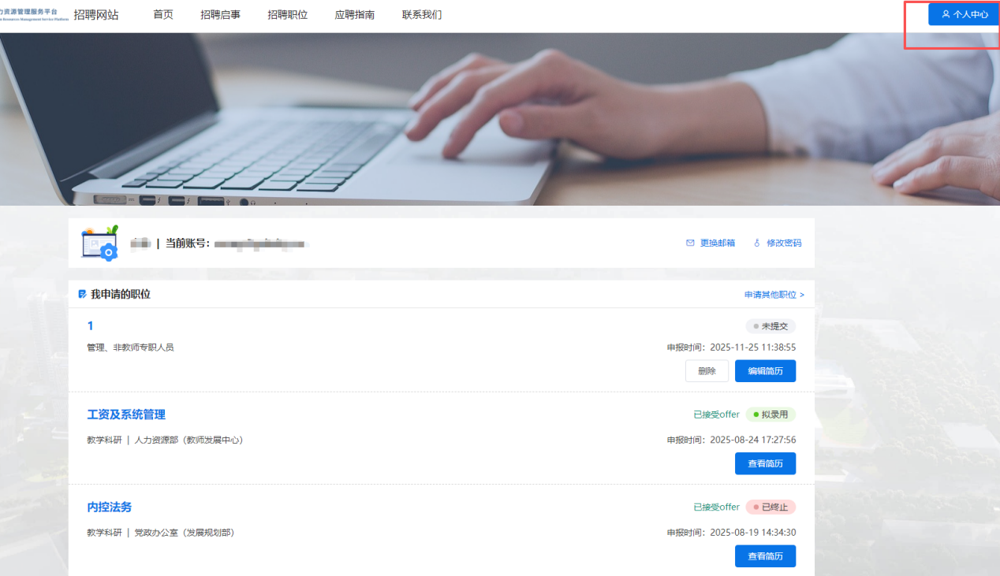 力资源管理服务平台
n Resources Management Service Platform
招聘网站 首页 招聘启事 招聘职位 应聘指南 联系我们 个人中心
| 当前账号： 更换邮箱 修改密码
我申请的职位 申请其他职位 >
1 未提交
管理、非教师专职人员 申报时间：2025-11-25 11:38:55
删除 编辑简历
工资及系统管理 已接受offer 拟录用
教学科研 | 人力资源部（教师发展中心） 申报时间：2025-08-24 17:27:56
查看简历
内控法务 已接受offer 已终止
教学科研 | 党政办公室（发展规划部） 申报时间：2025-08-19 14:34:30
查看简历